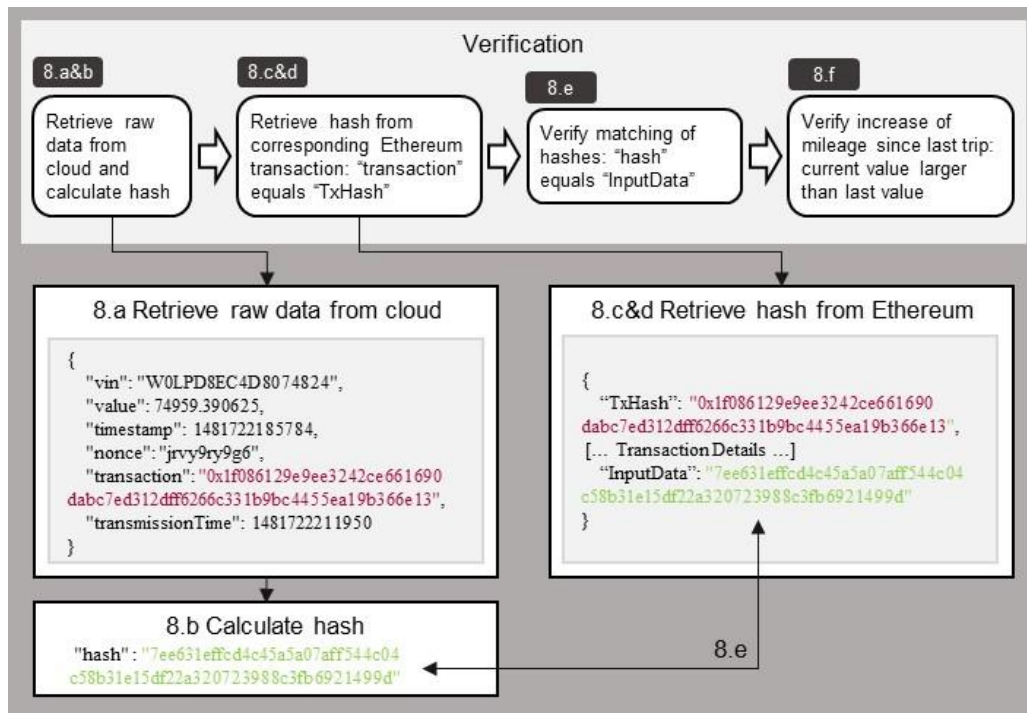 Verification
8.a&b
Retrieve raw
data from
cloud and
calculate hash
8.c&d
Retrieve hash from
corresponding Ethereum
transaction: “transaction”
equals “TxHash”
8.e
Verify matching of
hashes: “hash”
equals “InputData”
8.f
Verify increase of
mileage since last trip:
current value larger
than last value
8.a Retrieve raw data from cloud
{
"vin": "W0LPD8EC4D8074824",
"value": 74959.390625,
"timestamp": 1481722185784,
"nonce": "jrvy9ry9g6",
"transaction": "0x1f086129e9ee3242ce661690
dabc7ed312dff6266c331b9bc4455ea19b366e13",
"transmissionTime": 1481722211950
}
8.c&d Retrieve hash from Ethereum
{
“TxHash”: "0x1f086129e9ee3242ce661690
dabc7ed312dff6266c331b9bc4455ea19b366e13",
[... TransactionDetails ...]
“InputData”: "7ee631effcd4c45a5a07aff544c04
c58b31e15df22a320723988c3fb6921499d"
}
8.b Calculate hash
"hash" : "7ee631effcd4c45a5a07aff544c04
c58b31e15df22a320723988c3fb6921499d"
8.e